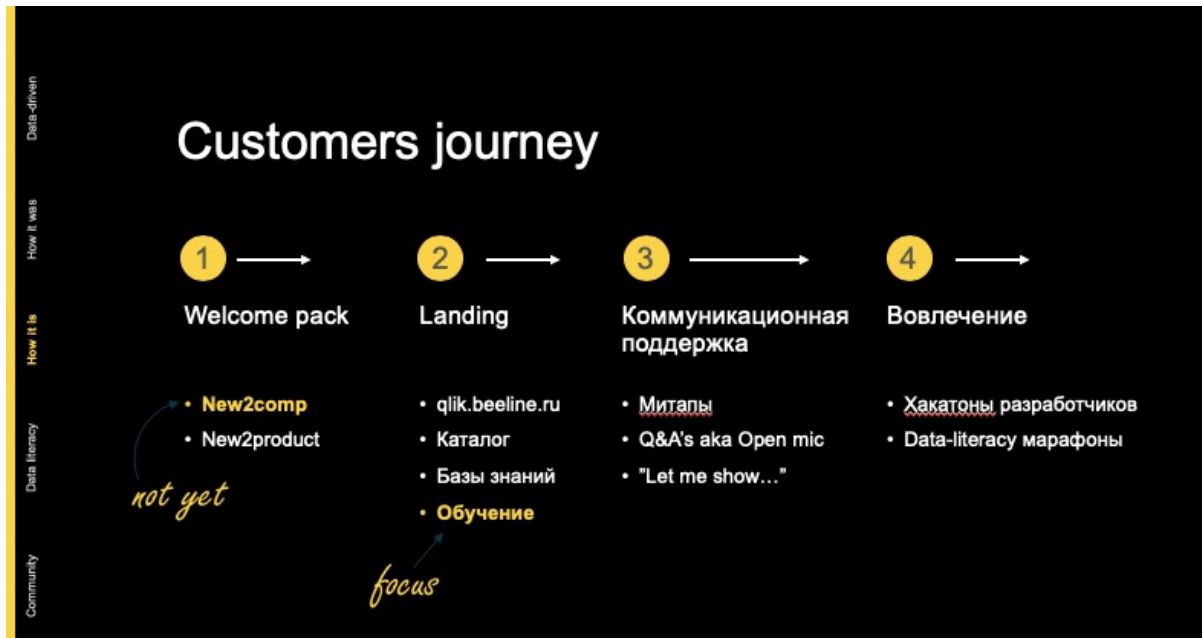 Data-driven
How it was
How it is
Data literacy
Community
Customers journey
1
Welcome pack
• New2comp
• New2product
not yet
2
Landing
• qlik.beeline.ru
• Каталог
• Базы знаний
• Обучение
focus
3
Коммуникационная
поддержка
• Митапы
• Q&A's aka Open mic
• ”Let me show…”
4
Вовлечение
• Хакатоны разработчиков
• Data-literacy марафоны